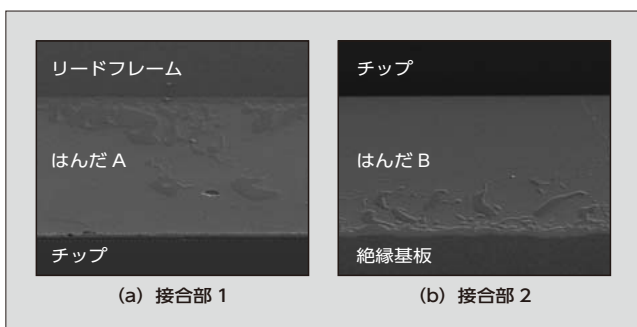 リードフレーム
はんだ A
チップ
(a) 接合部 1
チップ
はんだ B
絶縁基板
(b) 接合部 2